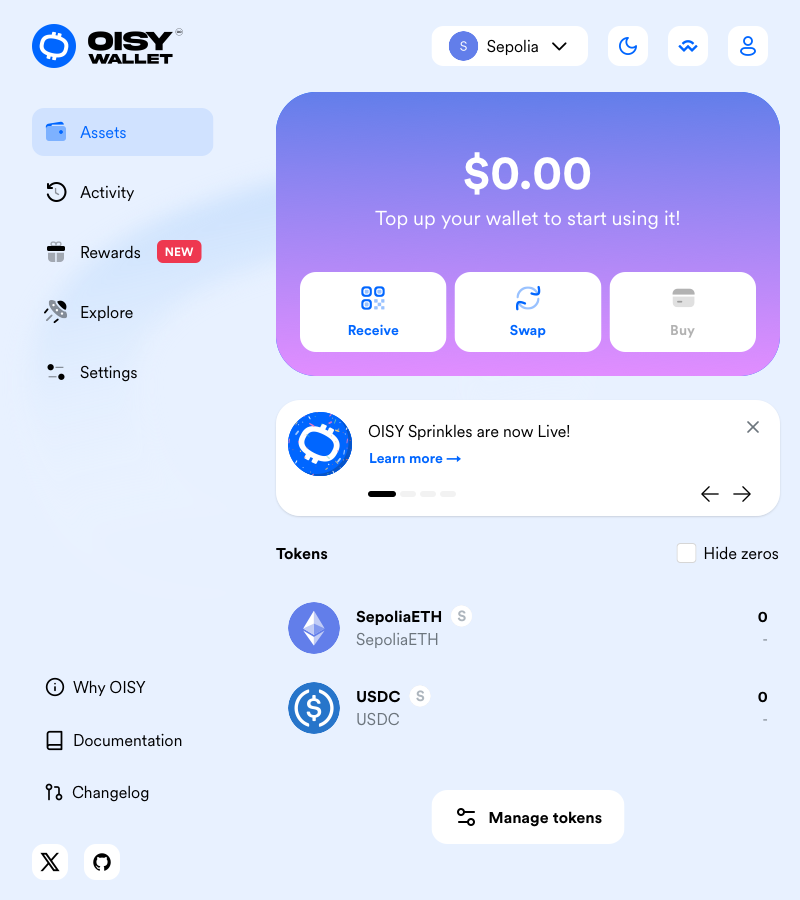 OISY
WALLET
S
Sepolia
Assets
Activity
Rewards
NEW
Explore
Settings
$0.00
Top up your wallet to start using it!
Receive
Swap
Buy
OISY Sprinkles are now Live!
Learn more →
Tokens
Hide zeros
SepoliaETH S
0
SepoliaETH
-
USDC S
0
USDC
-
Manage tokens
Why OISY
Documentation
Changelog